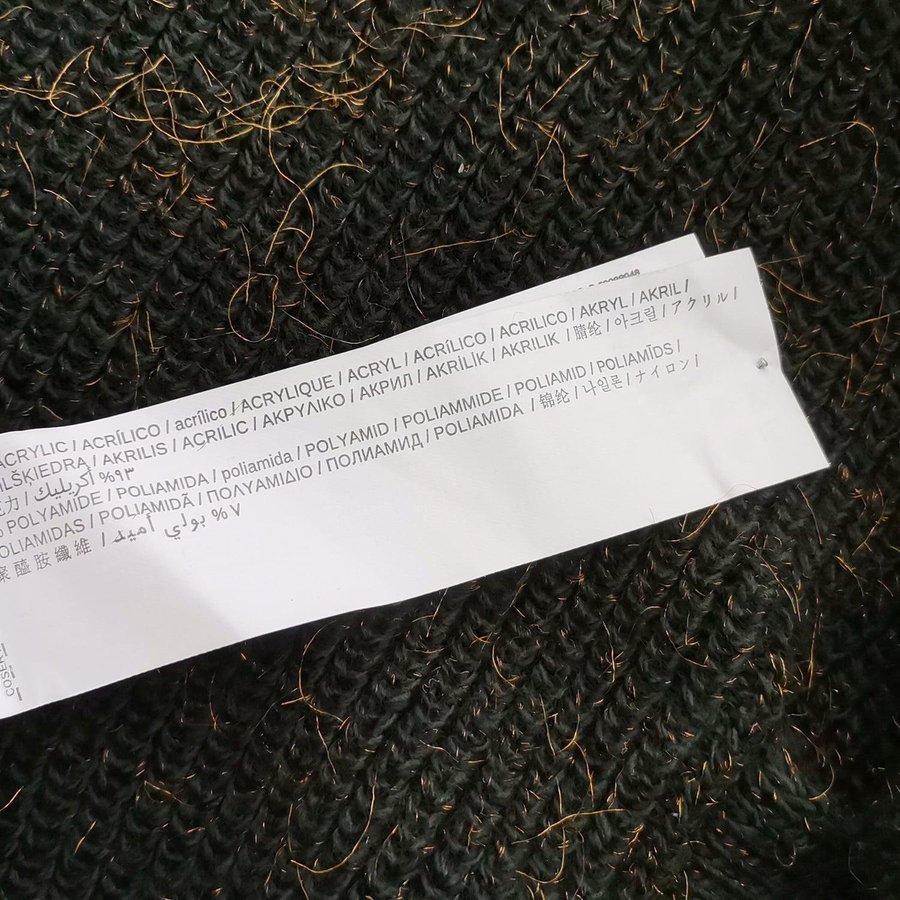 ACRYLIC / ACRÍLICO / acrílico / ACRYLIQUE / ACRYL / ACRÍLICO / ACRILICO / AKRYL / AKRIL /
AKRILIS / ACRILIC / ΑΚΡΥΛΙΚΟ / АКРИЛ / AKRİLİK / AKRILIK / 腈纶 / 아크릴 / アクリル /
力 / ٩٣% أكريليك
POLYAMIDE / POLIAMIDA / poliamida / POLYAMID / POLIAMMIDE / POLIAMID / POLIAMĪDS /
POLIAMIDAS / POLIAMIDĂ / ΠΟΛΥΑΜΙΔΙΟ / ПОЛИАМИД / POLIAMIDA / 锦纶 / 나일론 / ナイロン /
聚醯胺纖維 / ٧% بولي أميد